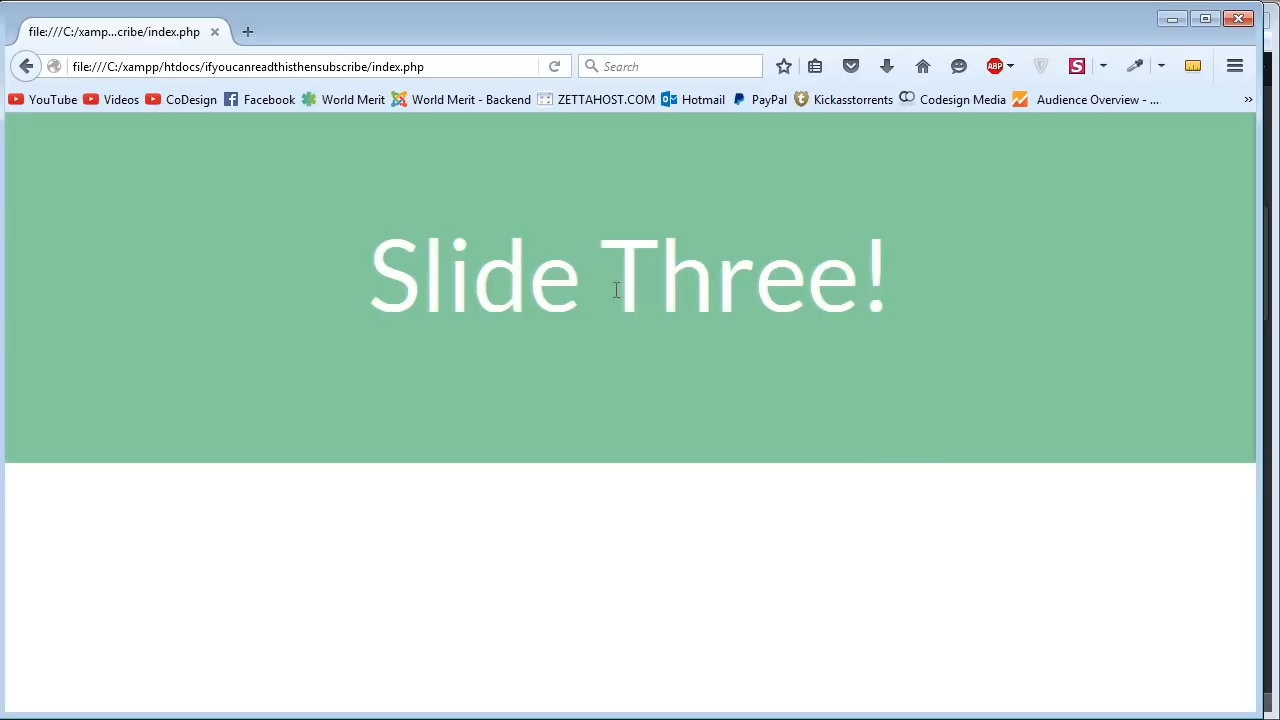 file:///C:/xamp...cribe/index.php
file:///C:/xampp/htdocs/ifyoucanreadthisthensubscribe/index.php
Search
ABP
S
YouTube Videos CoDesign Facebook World Merit World Merit - Backend ZETTAHOST.COM Hotmail PayPal Kickasstorrents Codesign Media Audience Overview - ...
Slide Three!